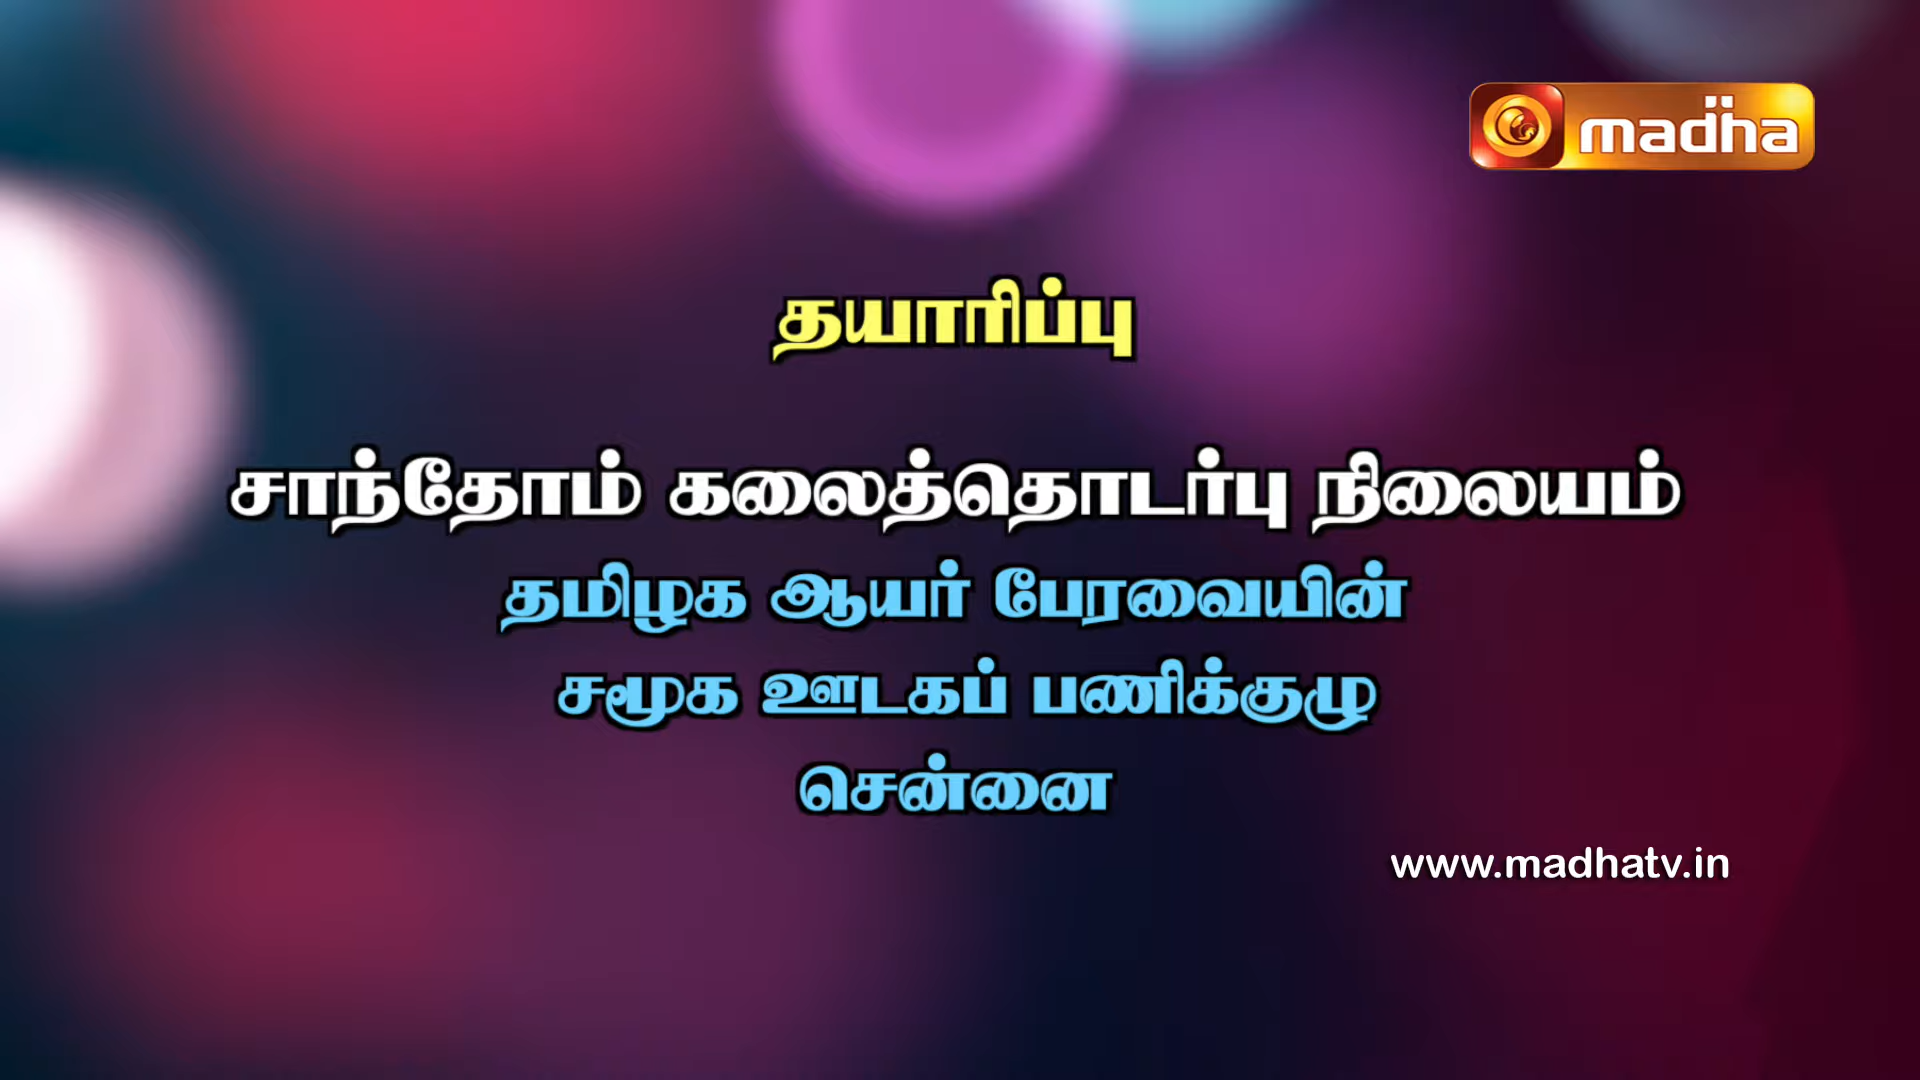 madha
தயாரிப்பு
சாந்தோம் கலைத்தொடர்பு நிலையம்
தமிழக ஆயர் பேரவையின்
சமூக ஊடகப் பணிக்குழு
சென்னை
www.madhatv.in